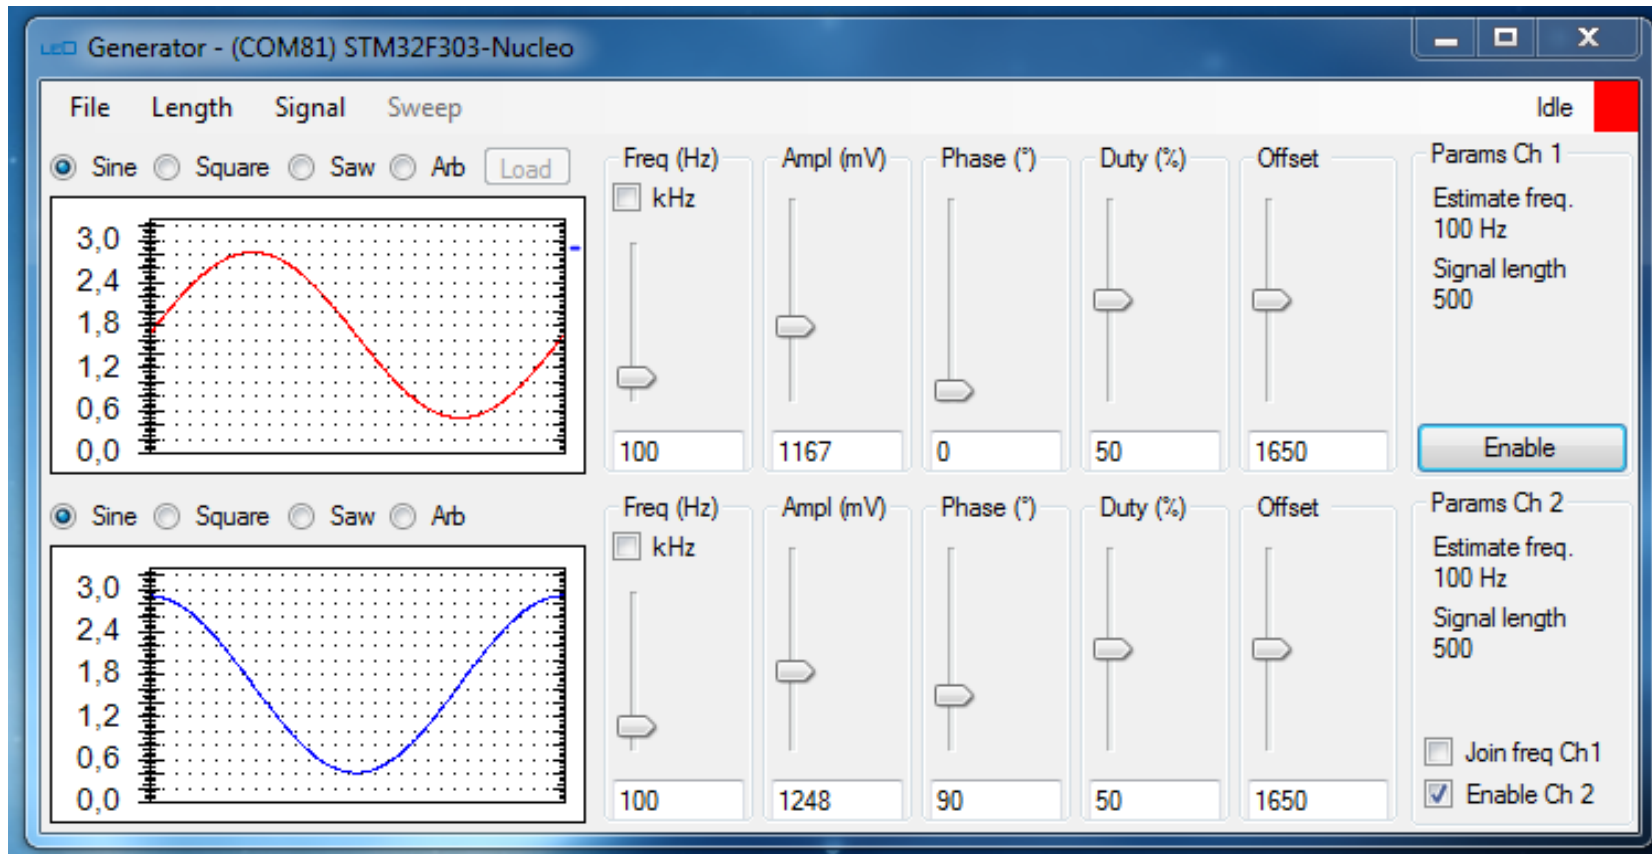 LEO Generator - (COM81) STM32F303-Nucleo
File Length Signal Sweep Idle
Sine Square Saw Arb Load
3,0
2,4
1,8
1,2
0,6
0,0
Freq (Hz) Ampl (mV) Phase (°) Duty (%) Offset
kHz
100 1167 0 50 1650
Params Ch 1
Estimate freq.
100 Hz
Signal length
500
Enable
Sine Square Saw Arb
3,0
2,4
1,8
1,2
0,6
0,0
Freq (Hz) Ampl (mV) Phase (°) Duty (%) Offset
kHz
100 1248 90 50 1650
Params Ch 2
Estimate freq.
100 Hz
Signal length
500
Join freq Ch1
Enable Ch 2